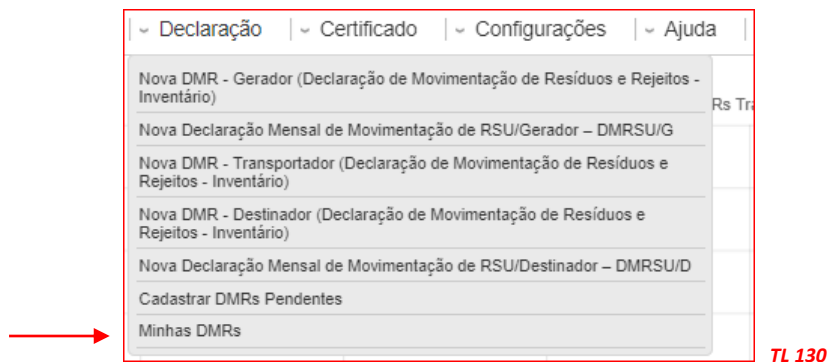 Declaração Certificado Configurações Ajuda
Nova DMR - Gerador (Declaração de Movimentação de Resíduos e Rejeitos -
Inventário)
Rs Tra
Nova Declaração Mensal de Movimentação de RSU/Gerador – DMRSU/G
Nova DMR - Transportador (Declaração de Movimentação de Resíduos e
Rejeitos - Inventário)
Nova DMR - Destinador (Declaração de Movimentação de Resíduos e
Rejeitos - Inventário)
Nova Declaração Mensal de Movimentação de RSU/Destinador – DMRSU/D
Cadastrar DMRs Pendentes
Minhas DMRs
TL 130